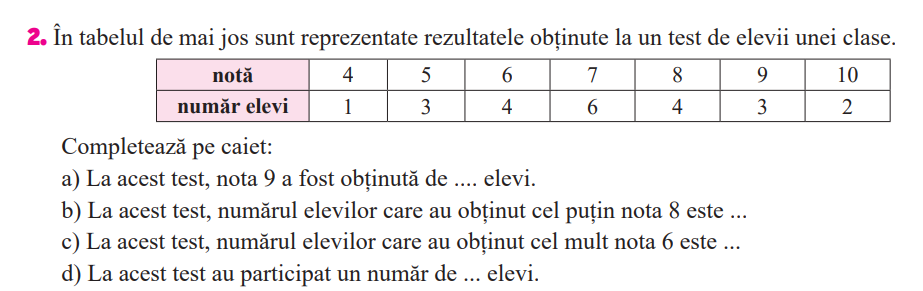 2. În tabelul de mai jos sunt reprezentate rezultatele obținute la un test de elevii unei clase.
notă 4 5 6 7 8 9 10
număr elevi 1 3 4 6 4 3 2
Completează pe caiet:
a) La acest test, nota 9 a fost obținută de .... elevi.
b) La acest test, numărul elevilor care au obținut cel puțin nota 8 este ...
c) La acest test, numărul elevilor care au obținut cel mult nota 6 este ...
d) La acest test au participat un număr de ... elevi.